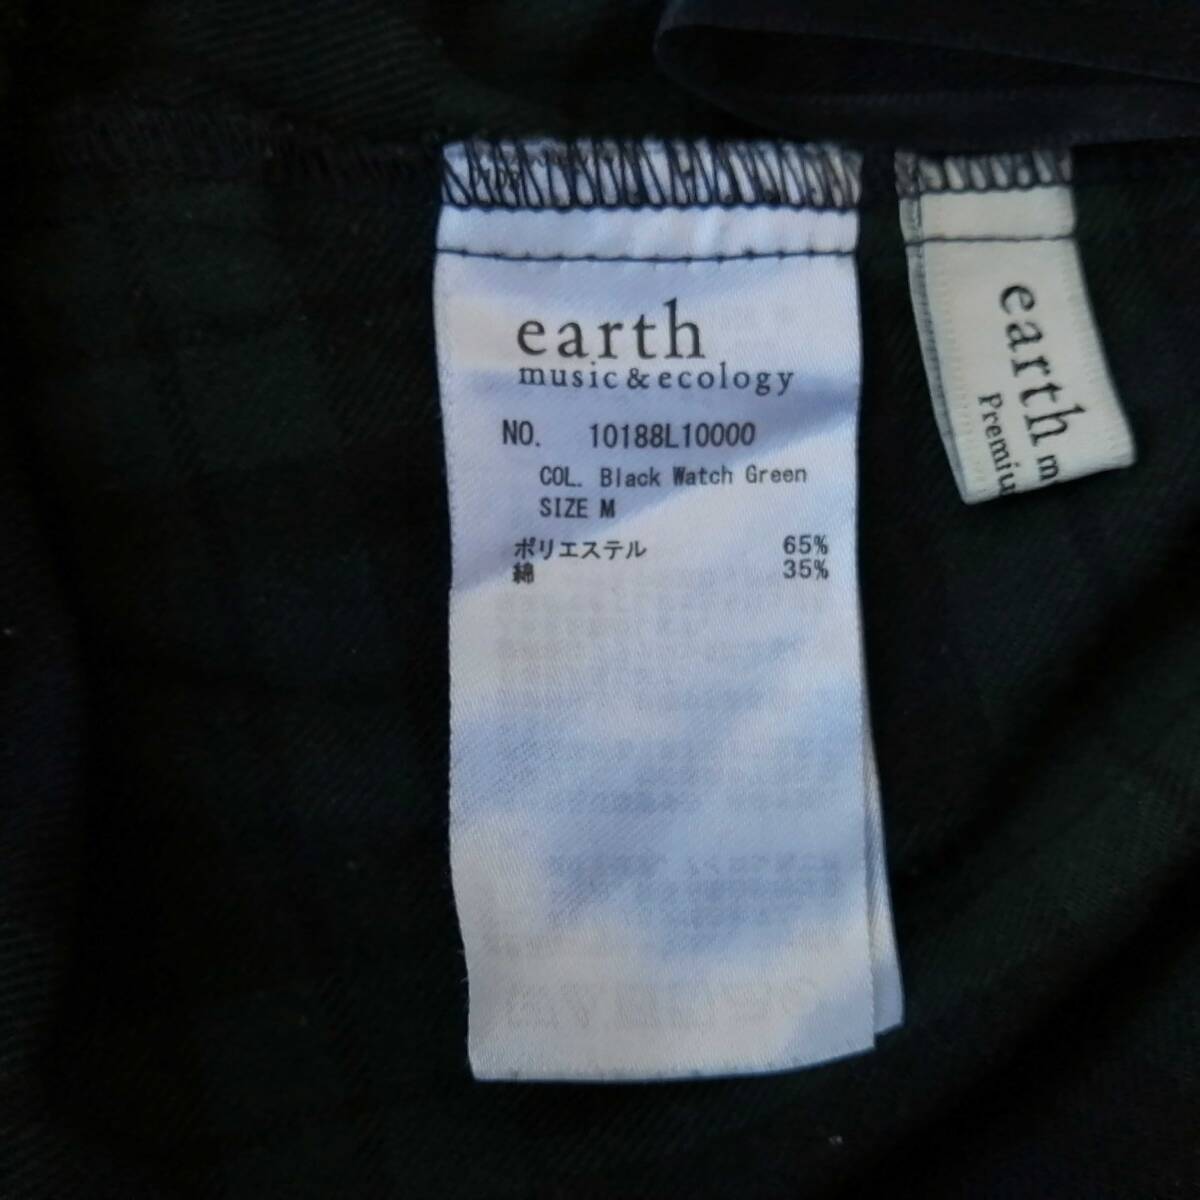 earth
music&ecology
NO. 10188L10000
COL. Black Watch Green
SIZE M
ポリエステル 65%
綿 35%
earth m
Premiu